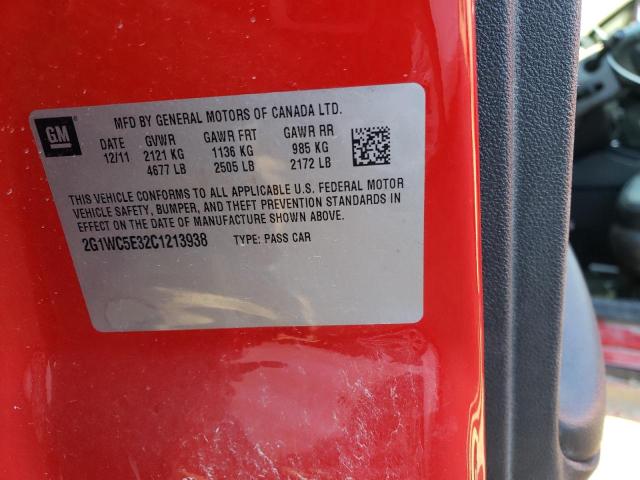 GM
MFD BY GENERAL MOTORS OF CANADA LTD.
DATE GVWR GAWR FRT GAWR RR
12/11 2121 KG 1136 KG 985 KG
4677 LB 2505 LB 2172 LB
THIS VEHICLE CONFORMS TO ALL APPLICABLE U.S. FEDERAL MOTOR
VEHICLE SAFETY, BUMPER, AND THEFT PREVENTION STANDARDS IN
EFFECT ON THE DATE OF MANUFACTURE SHOWN ABOVE.
2G1WC5E32C1213938 TYPE: PASS CAR